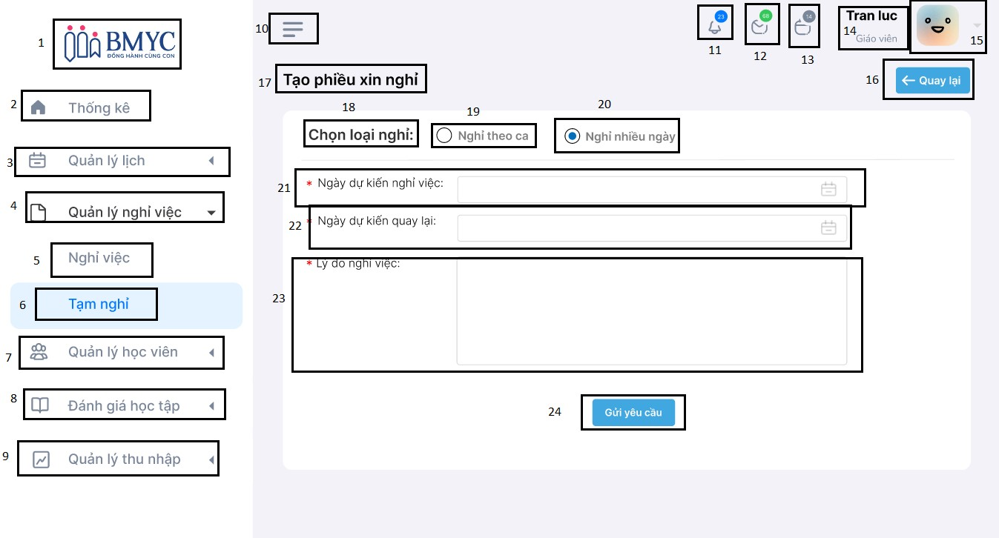 1
BMYC
ĐỒNG HÀNH CÙNG CON
2
Thống kê
3
Quản lý lịch
4
Quản lý nghỉ việc
5
Nghỉ việc
6
Tạm nghỉ
7
Quản lý học viên
8
Đánh giá học tập
9
Quản lý thu nhập
10
23
11
68
12
14
13
Tran luc
14
Giáo viên
15
16
Quay lại
17
Tạo phiều xin nghỉ
18
Chọn loại nghỉ:
19
Nghỉ theo ca
20
Nghỉ nhiều ngày
21
* Ngày dự kiến nghỉ việc:
22
* Ngày dự kiến quay lại:
23
* Lý do nghỉ việc:
24
Gửi yêu cầu